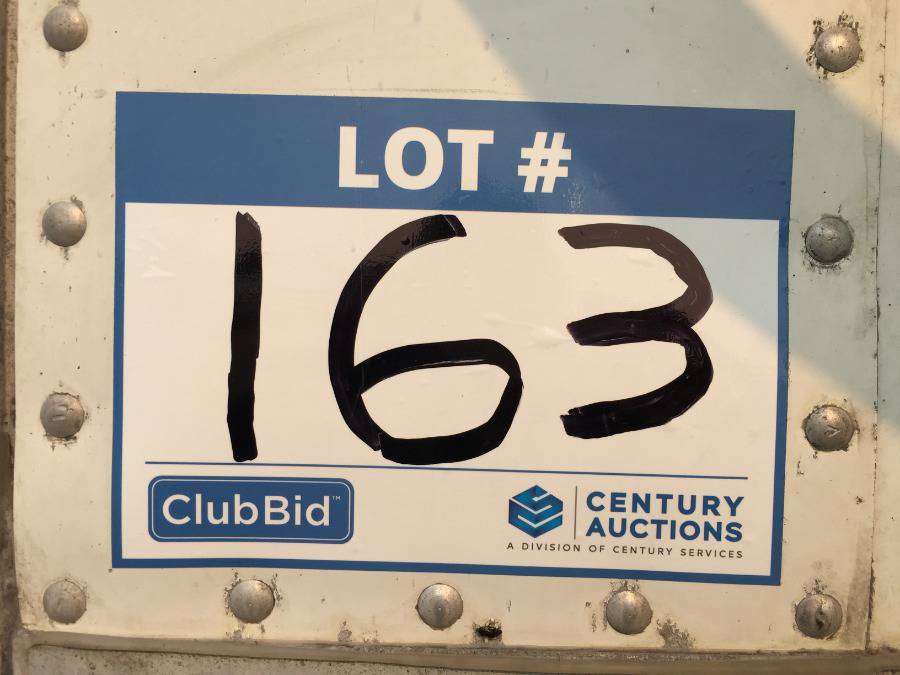 LOT #
163
ClubBid™
CENTURY
AUCTIONS
A DIVISION OF CENTURY SERVICES